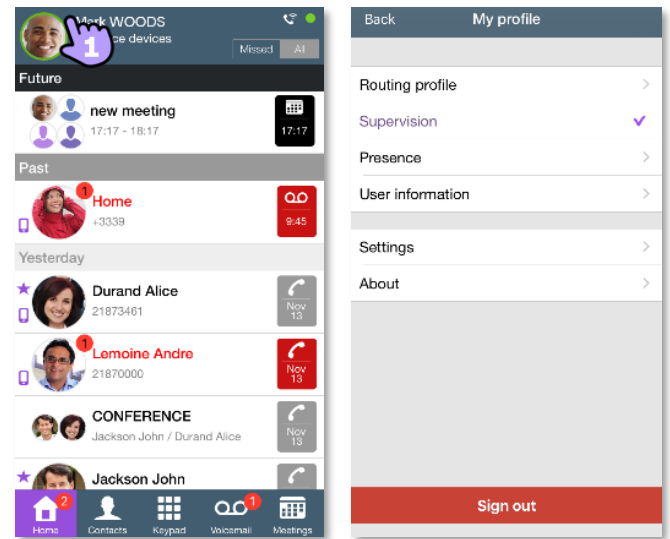 Mark WOODS
ce devices
1
Missed All
Future
new meeting
17:17 - 18:17
17:17
Past
1
Home
+3339
9:45
Yesterday
Durand Alice
21873461
Nov
13
1
Lemoine Andre
21870000
Nov
13
CONFERENCE
Jackson John / Durand Alice
Nov
13
Jackson John
2
1
Home Contacts Keypad Voicemail Meetings
Back My profile
Routing profile
Supervision
Presence
User information
Settings
About
Sign out